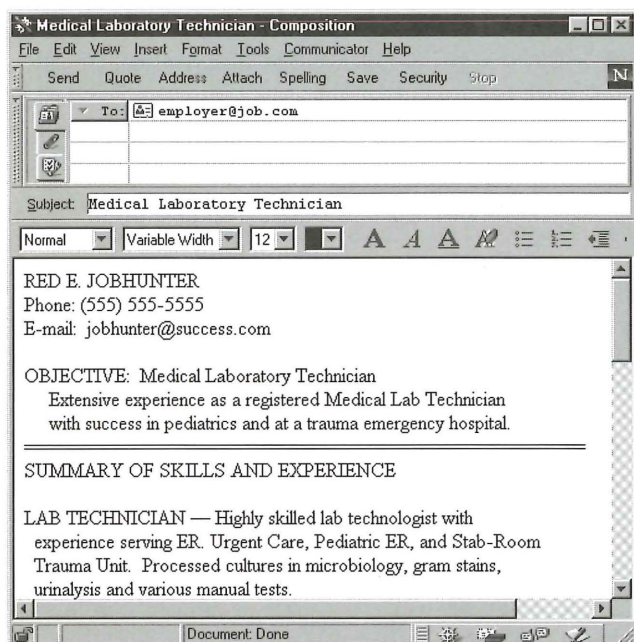 Medical Laboratory Technician - Composition
File Edit View Insert Format Tools Communicator Help
Send Quote Address Attach Spelling Save Security Stop
N
To: employer@job.com
Subject: Medical Laboratory Technician
Normal Variable Width 12 A A A A
RED E. JOBHUNTER
Phone: (555) 555-5555
E-mail: jobhunter@success.com
OBJECTIVE: Medical Laboratory Technician
Extensive experience as a registered Medical Lab Technician
with success in pediatrics and at a trauma emergency hospital.
SUMMARY OF SKILLS AND EXPERIENCE
LAB TECHNICIAN — Highly skilled lab technologist with
experience serving ER. Urgent Care, Pediatric ER, and Stab-Room
Trauma Unit. Processed cultures in microbiology, gram stains,
urinalysis and various manual tests.
Document: Done